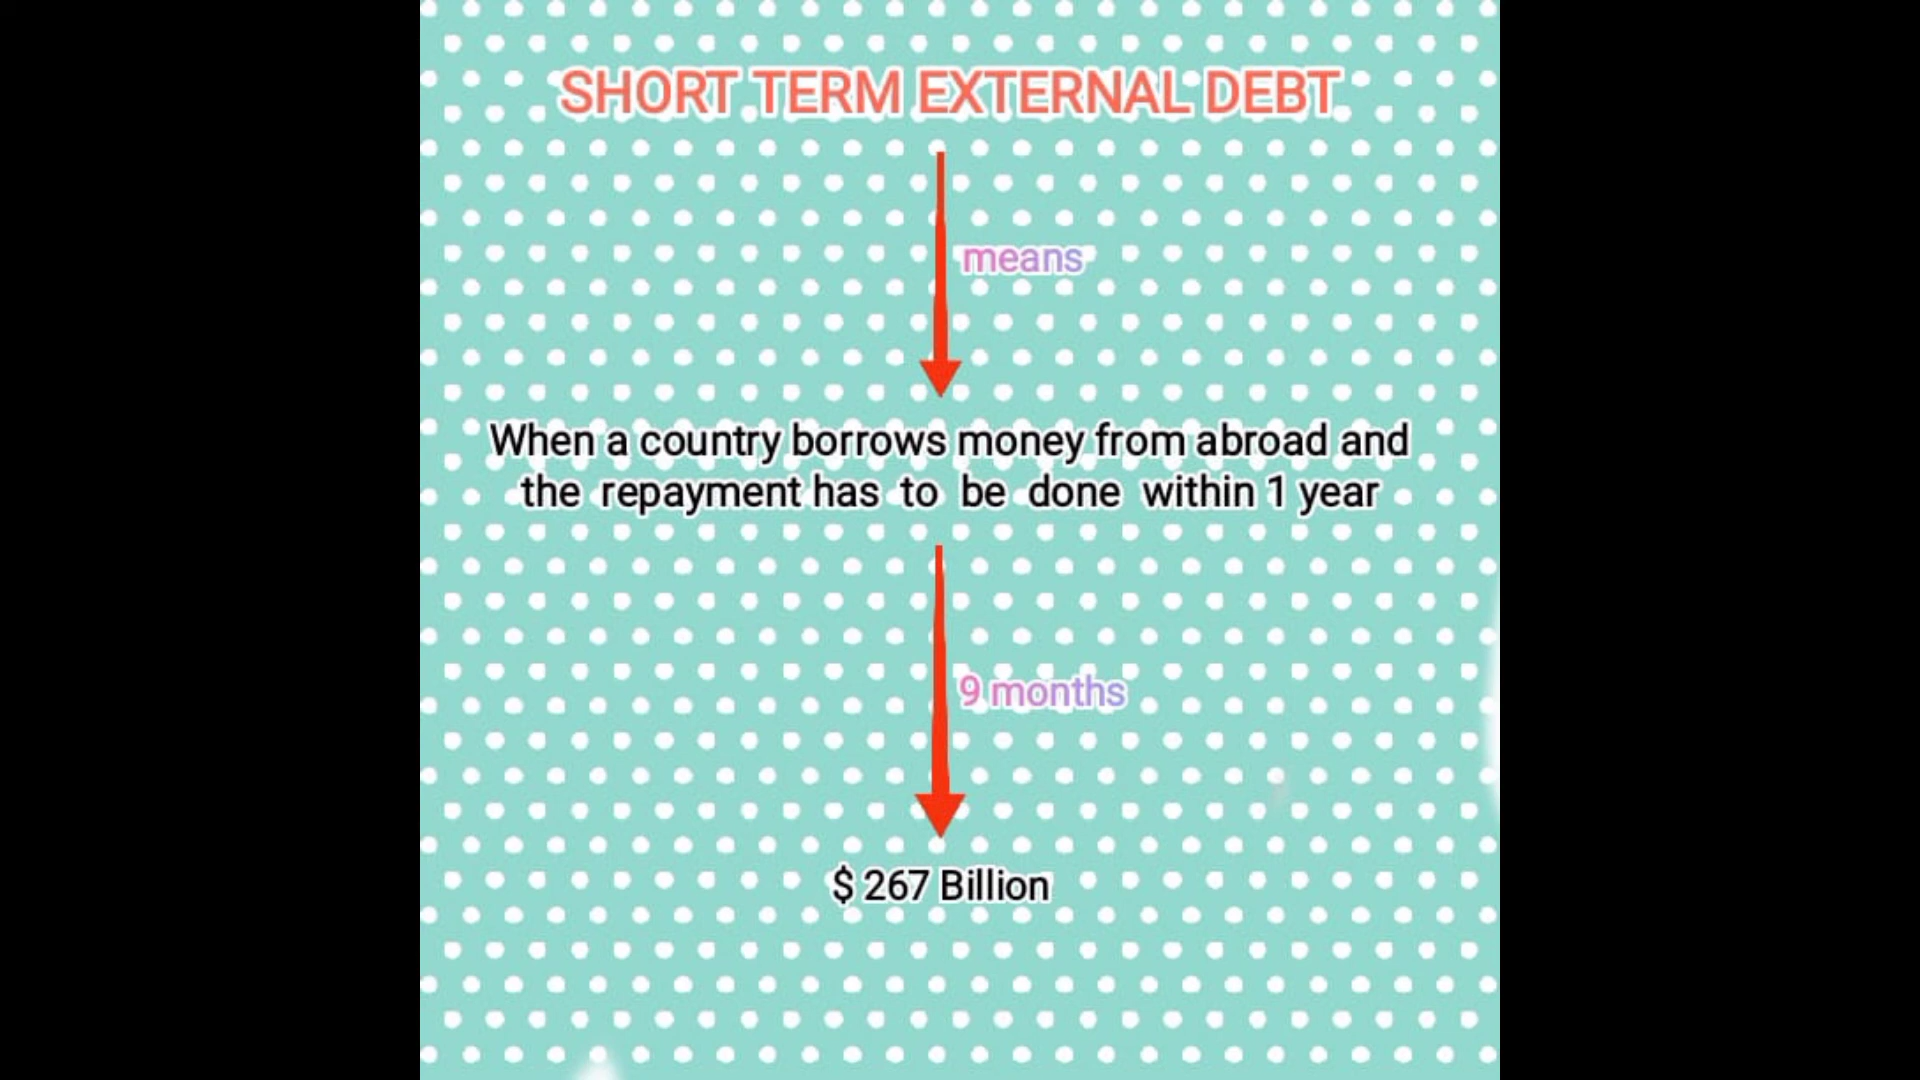 SHORT TERM EXTERNAL DEBT
means
When a country borrows money from abroad and
the repayment has to be done within 1 year
9 months
$ 267 Billion